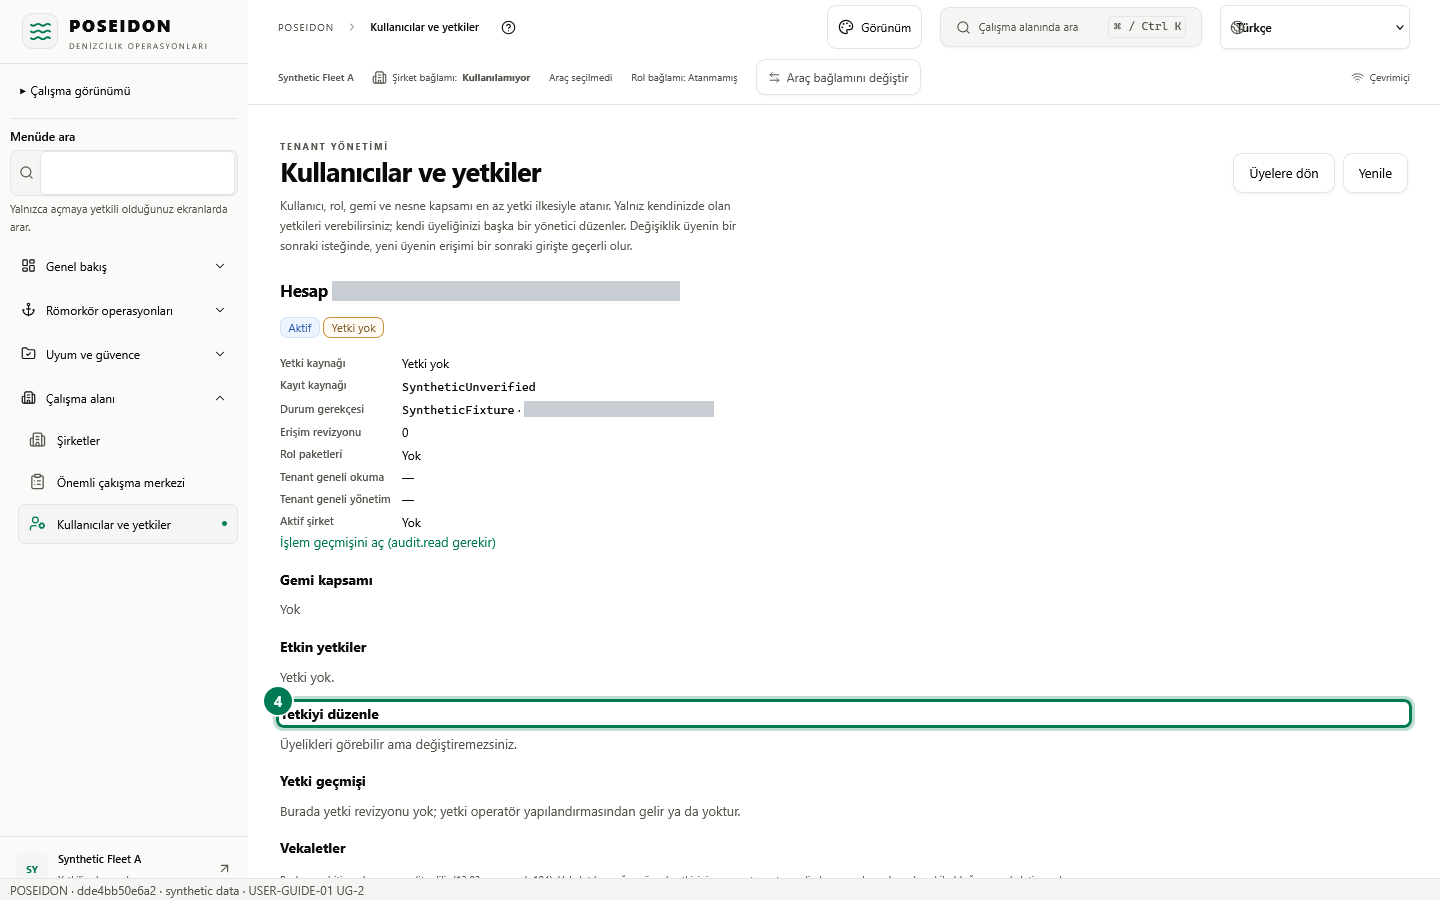 POSEIDON
DENİZCİLİK OPERASYONLARI
Çalışma görünümü
Menüde ara
Yalnızca açmaya yetkili olduğunuz ekranlarda
arar.
Genel bakış
Römorkör operasyonları
Uyum ve güvence
Çalışma alanı
Şirketler
Önemli çakışma merkezi
Kullanıcılar ve yetkiler
SY
Synthetic Fleet A
POSEIDON
Kullanıcılar ve yetkiler
Görünüm
Çalışma alanında ara
⌘ / Ctrl K
Türkçe
Synthetic Fleet A
Şirket bağlamı: Kullanılamıyor
Araç seçilmedi
Rol bağlamı: Atanmamış
Araç bağlamını değiştir
Çevrimiçi
TENANT YÖNETİMİ
Kullanıcılar ve yetkiler
Üyelere dön
Yenile
Kullanıcı, rol, gemi ve nesne kapsamı en az yetki ilkesiyle atanır. Yalnız kendinizde olan
yetkileri verebilirsiniz; kendi üyeliğinizi başka bir yönetici düzenler. Değişiklik üyenin bir
sonraki isteğinde, yeni üyenin erişimi bir sonraki girişte geçerli olur.
Hesap
Aktif
Yetki yok
Yetki kaynağı Yetki yok
Kayıt kaynağı SyntheticUnverified
Durum gerekçesi SyntheticFixture ·
Erişim revizyonu 0
Rol paketleri Yok
Tenant geneli okuma —
Tenant geneli yönetim —
Aktif şirket Yok
İşlem geçmişini aç (audit.read gerekir)
Gemi kapsamı
Yok
Etkin yetkiler
Yetki yok.
4
Yetkiyi düzenle
Üyelikleri görebilir ama değiştiremezsiniz.
Yetki geçmişi
Burada yetki revizyonu yok; yetki operatör yapılandırmasından gelir ya da yoktur.
Vekaletler
POSEIDON · dde4bb50e6a2 · synthetic data · USER-GUIDE-01 UG-2